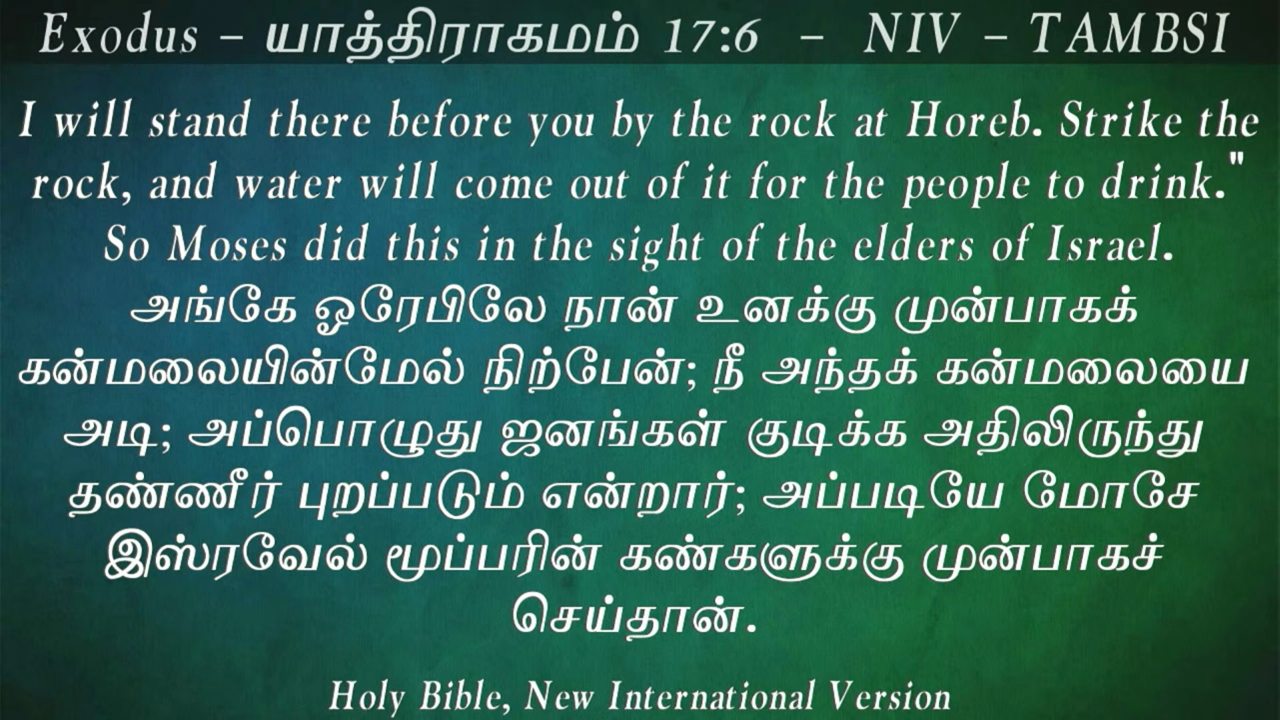 Exodus – யாத்திராகமம் 17:6 – NIV – TAMBSI
I will stand there before you by the rock at Horeb. Strike the
rock, and water will come out of it for the people to drink."
So Moses did this in the sight of the elders of Israel.
அங்கே ஓரேபிலே நான் உனக்கு முன்பாகக்
கன்மலையின்மேல் நிற்பேன்; நீ அந்தக் கன்மலையை
அடி; அப்பொழுது ஜனங்கள் குடிக்க அதிலிருந்து
தண்ணீர் புறப்படும் என்றார்; அப்படியே மோசே
இஸ்ரவேல் மூப்பரின் கண்களுக்கு முன்பாகச்
செய்தான்.
Holy Bible, New International Version